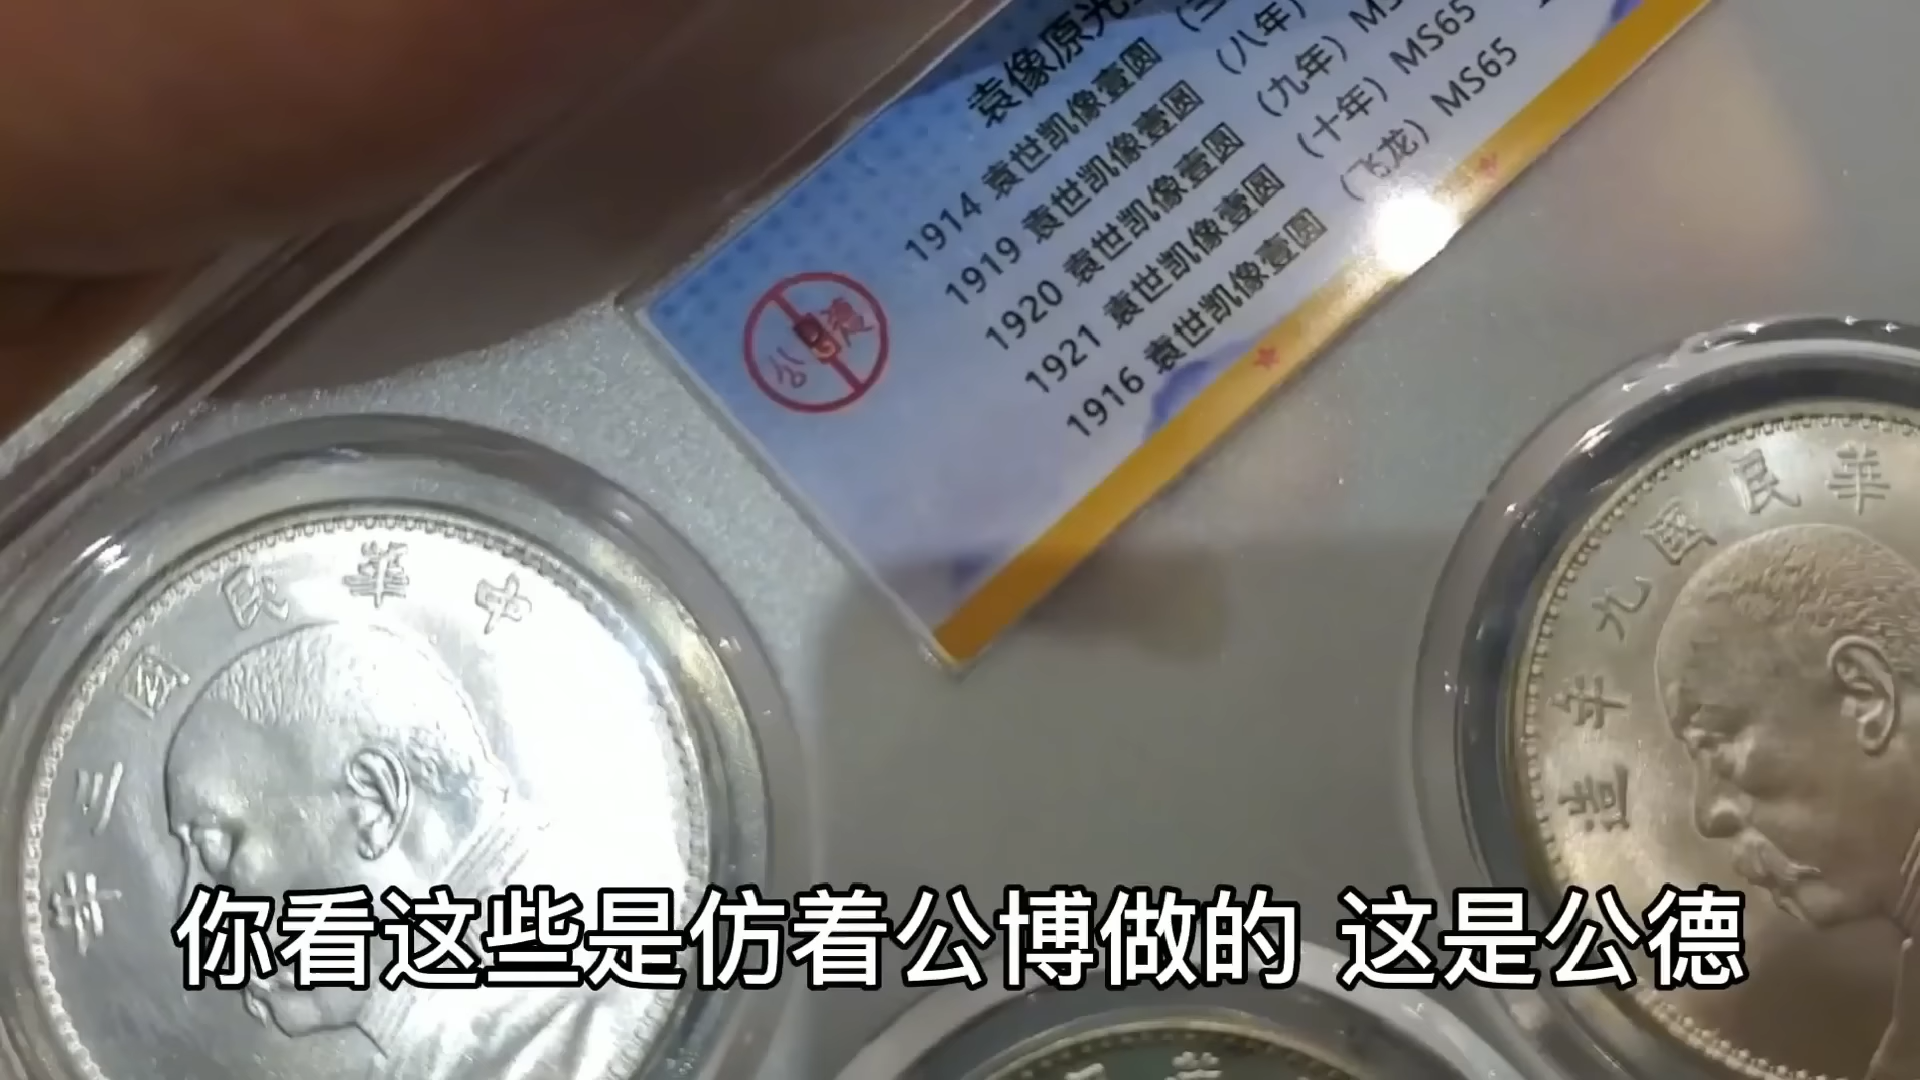 袁像原光
1914 袁世凯像壹圆（三
1919 袁世凯像壹圆（八年）MS
1920 袁世凯像壹圆（九年）MS65
1921 袁世凯像壹圆（十年）MS65
1916 袁世凯像壹圆（飞龙）MS65
公德
中華民國三年
華民國九年造
你看这些是仿着公博做的 这是公德